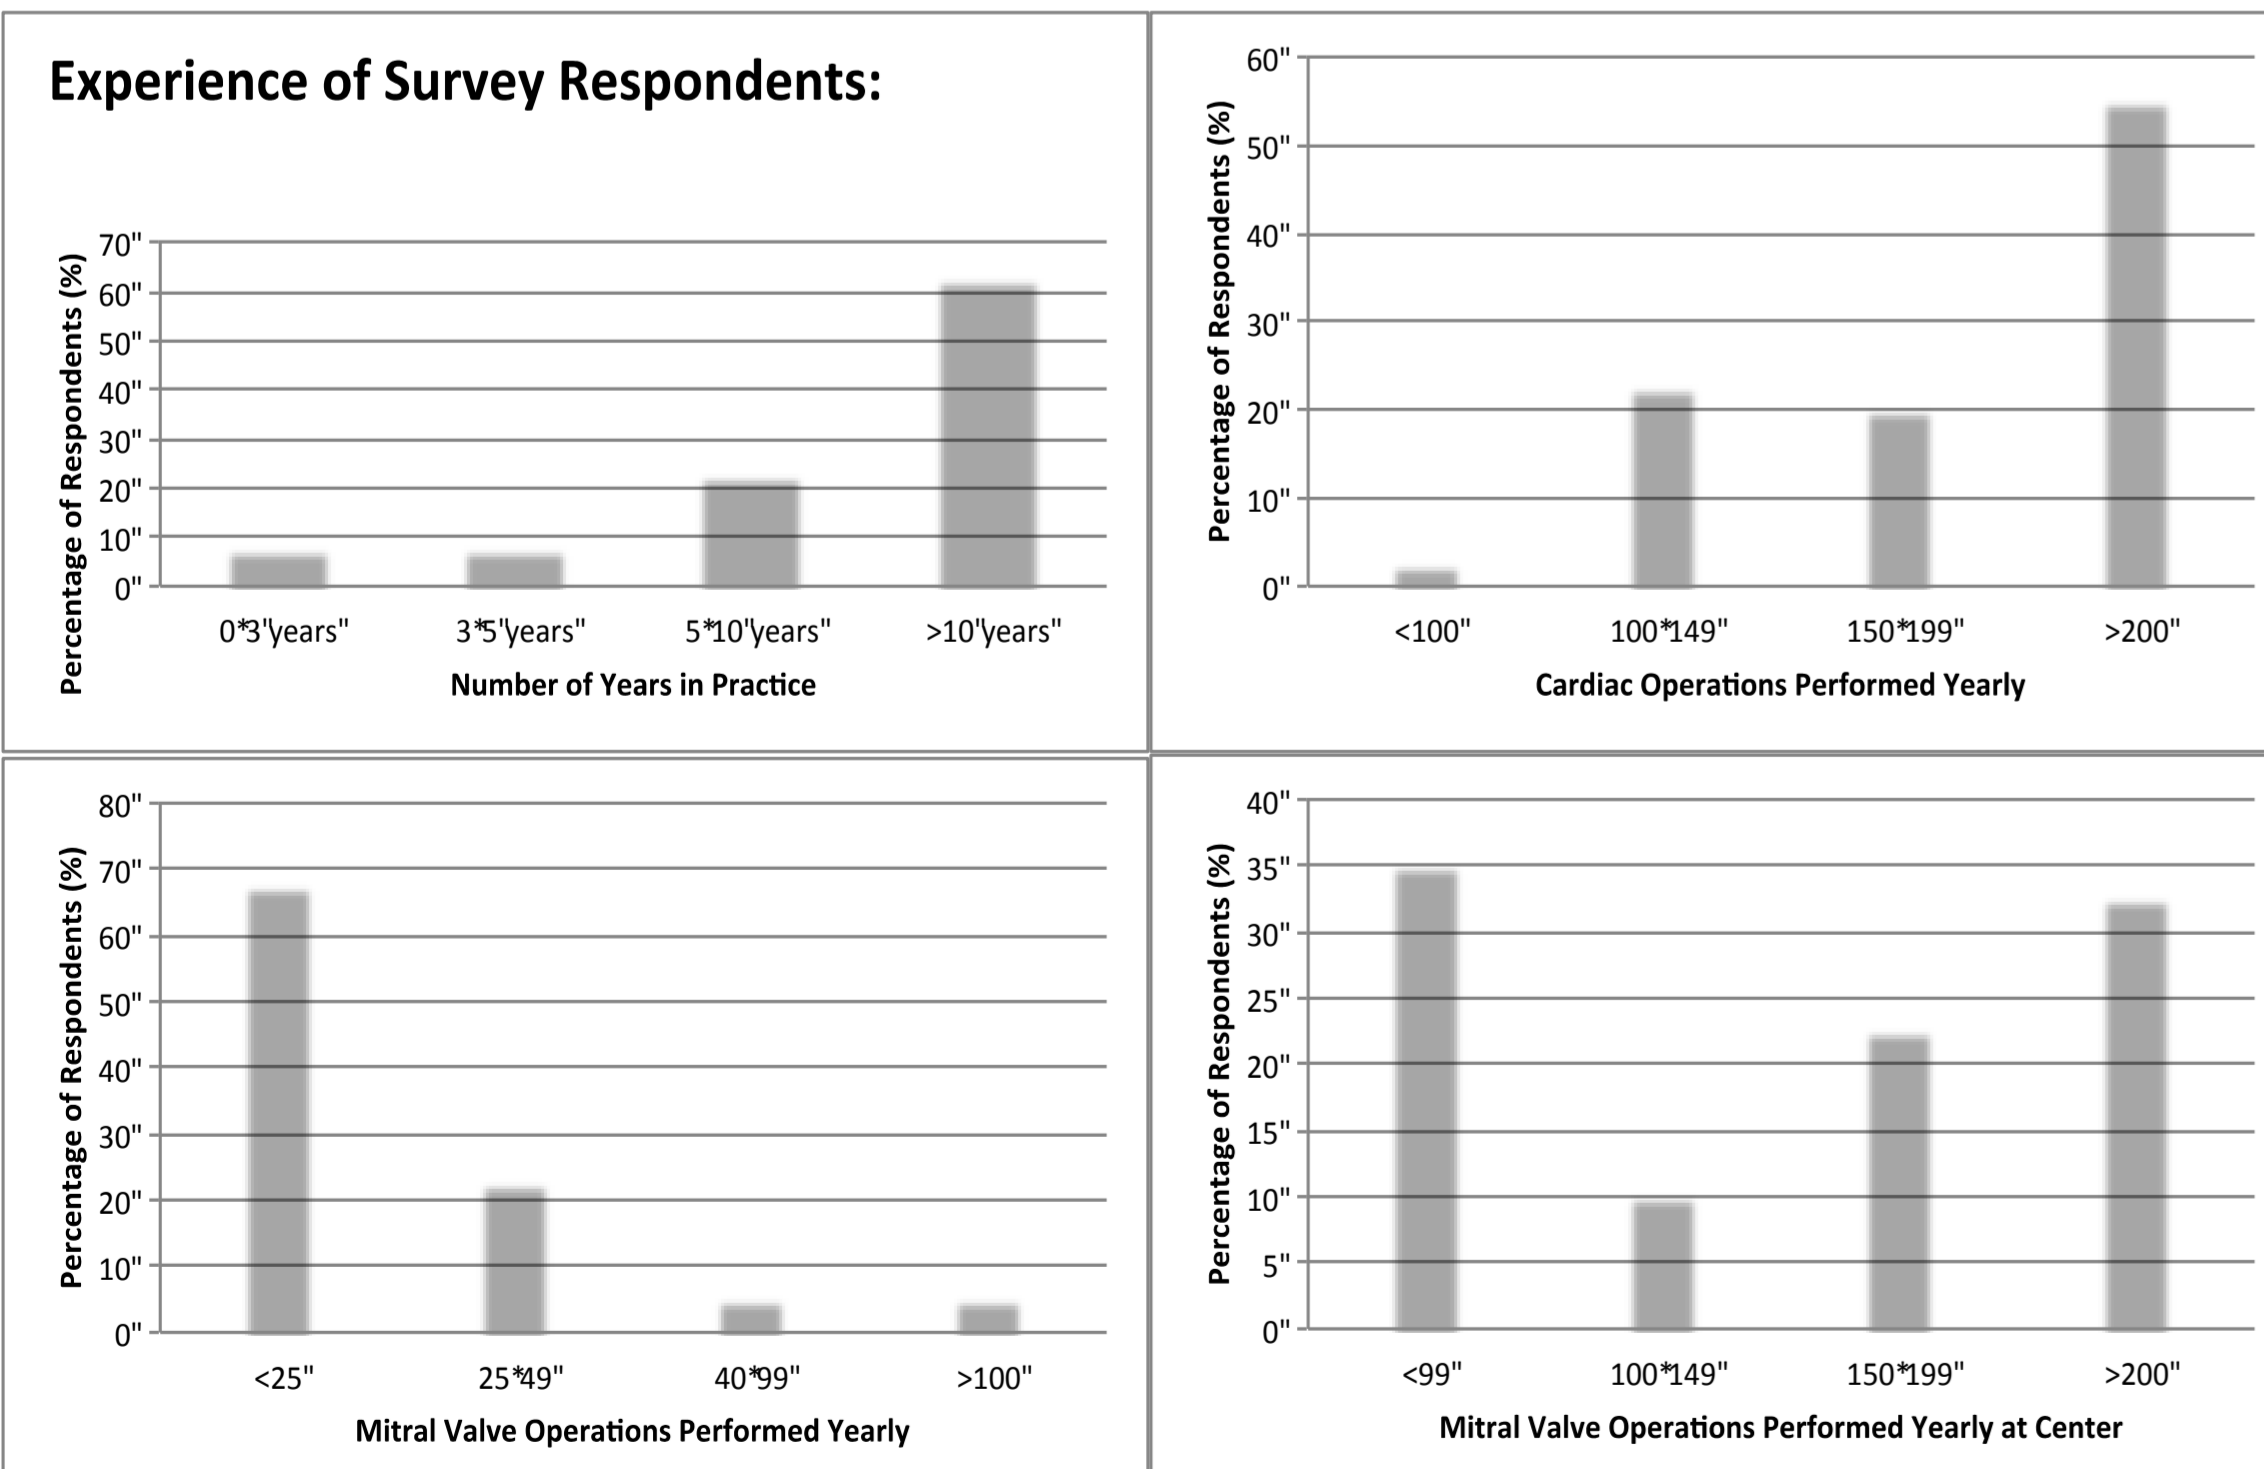 Experience of Survey Respondents:
Percentage of Respondents (%)
70"
60"
50"
40"
30"
20"
10"
0"
0*3"years" 3*5"years" 5*10"years" >10"years"
Number of Years in Practice
Percentage of Respondents (%)
60"
50"
40"
30"
20"
10"
0"
<100" 100*149" 150*199" >200"
Cardiac Operations Performed Yearly
Percentage of Respondents (%)
80"
70"
60"
50"
40"
30"
20"
10"
0"
<25" 25*49" 40*99" >100"
Mitral Valve Operations Performed Yearly
Percentage of Respondents (%)
40"
35"
30"
25"
20"
15"
10"
5"
0"
<99" 100*149" 150*199" >200"
Mitral Valve Operations Performed Yearly at Center